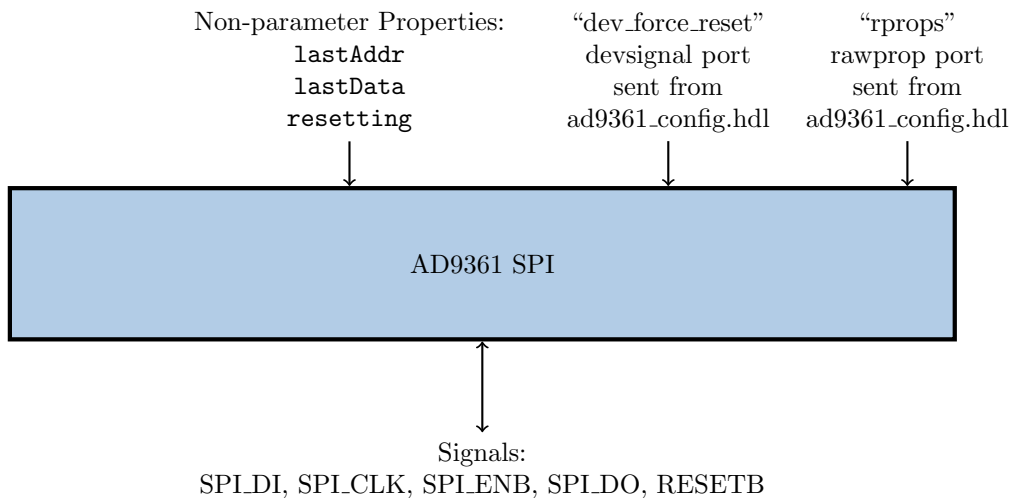 Non-parameter Properties:
lastAddr
lastData
resetting
“dev_force_reset”
devsignal port
sent from
ad9361_config.hdl
“rprops”
rawprop port
sent from
ad9361_config.hdl
AD9361 SPI
Signals:
SPI_DI, SPI_CLK, SPI_ENB, SPI_DO, RESETB